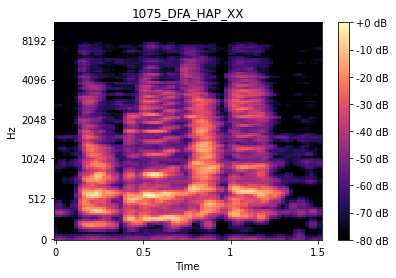 1075_DFA_HAP_XX
Hz
8192
4096
2048
1024
512
0
0
0.5
1
1.5
Time
+0 dB
-10 dB
-20 dB
-30 dB
-40 dB
-50 dB
-60 dB
-70 dB
-80 dB